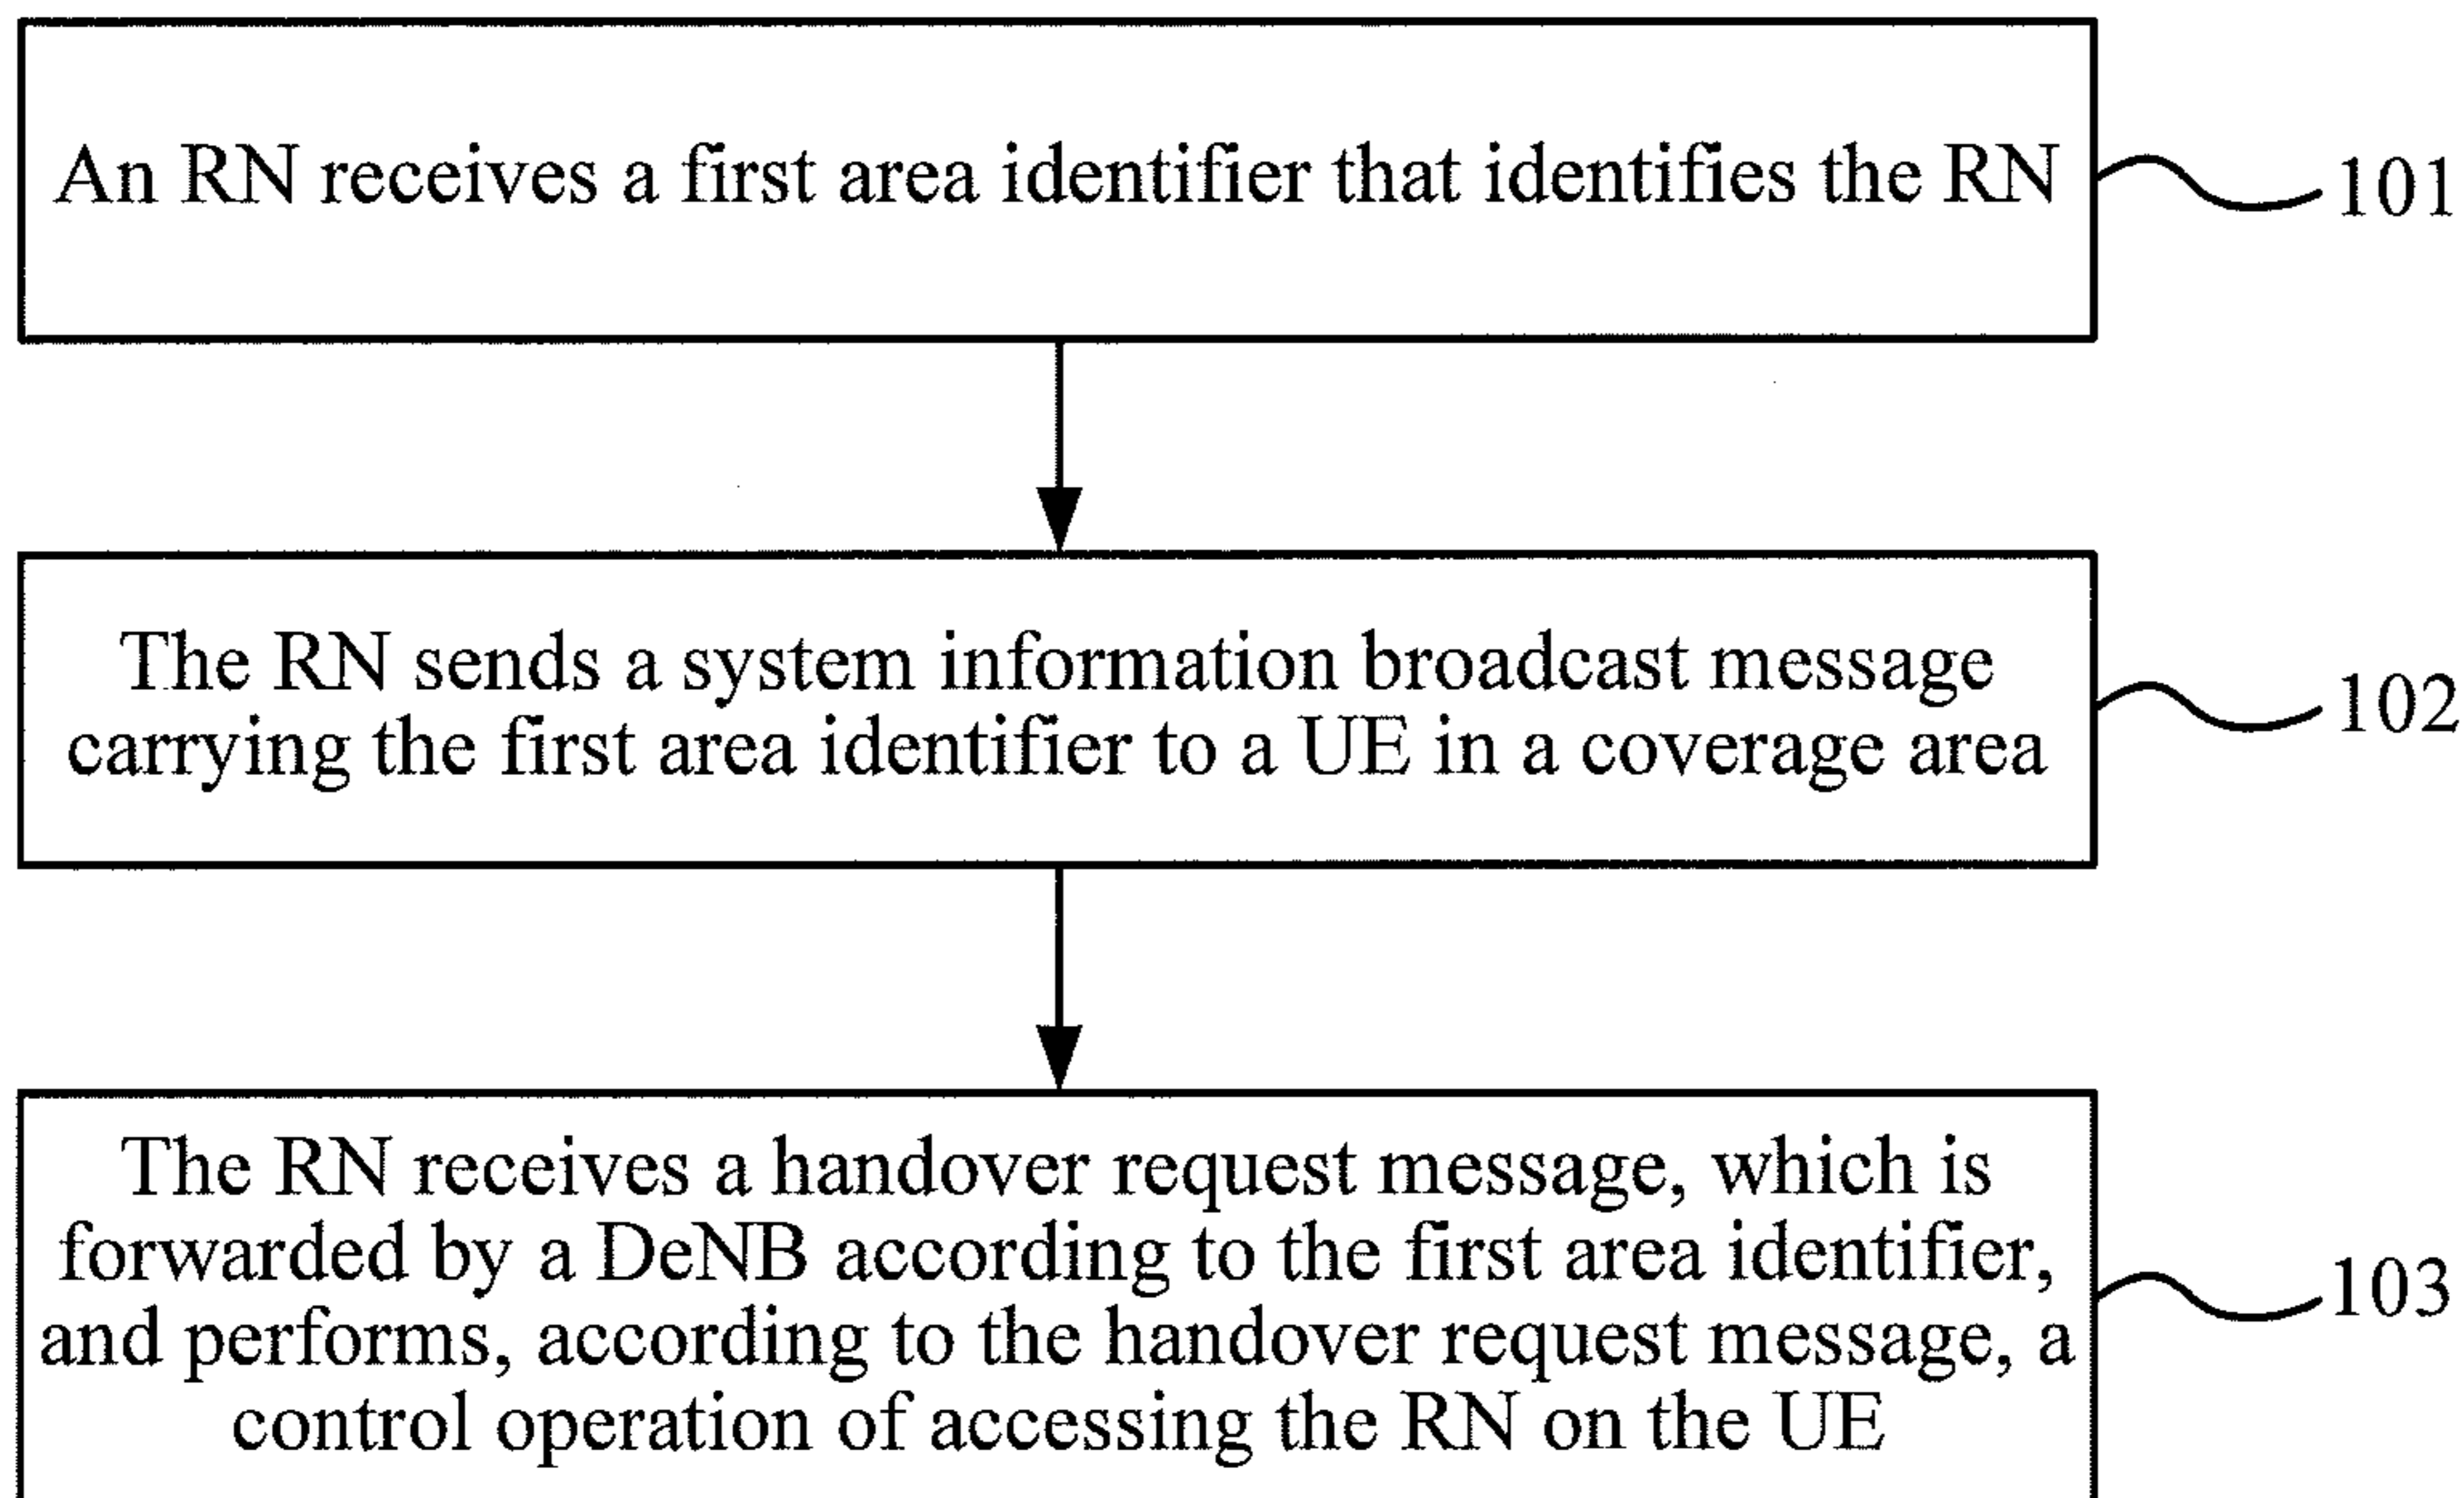 An RN receives a first area identifier that identifies the RN
101
The RN sends a system information broadcast message
carrying the first area identifier to a UE in a coverage area
102
The RN receives a handover request message, which is
forwarded by a DeNB according to the first area identifier,
and performs, according to the handover request message, a
control operation of accessing the RN on the UE
103